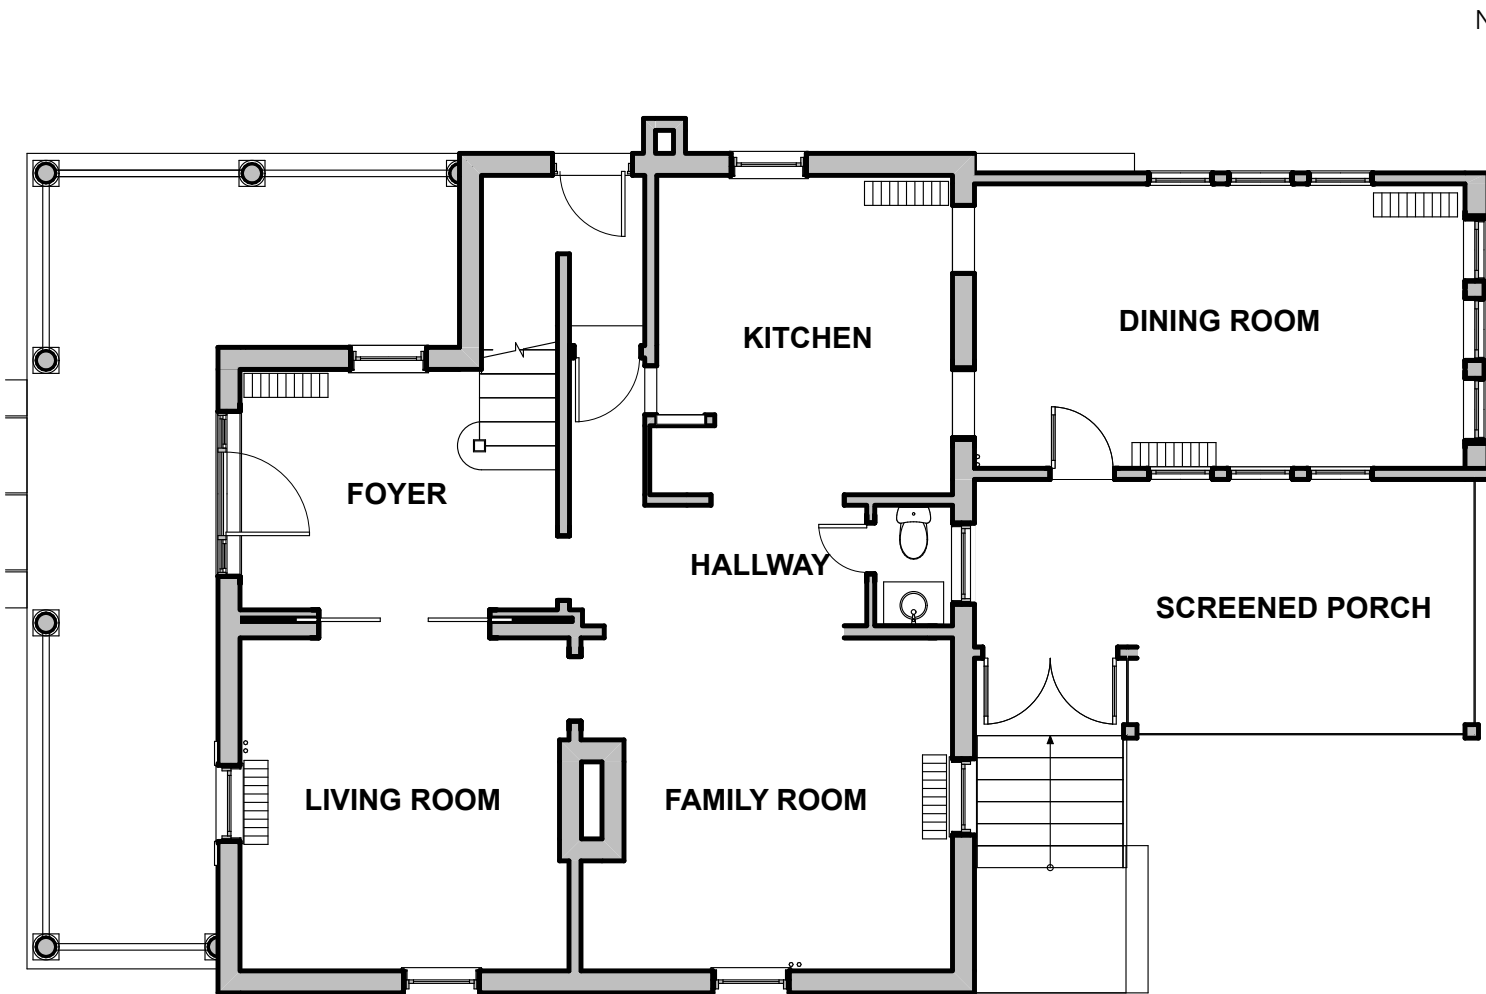 N
DINING ROOM
KITCHEN
FOYER
HALLWAY
SCREENED PORCH
LIVING ROOM
FAMILY ROOM